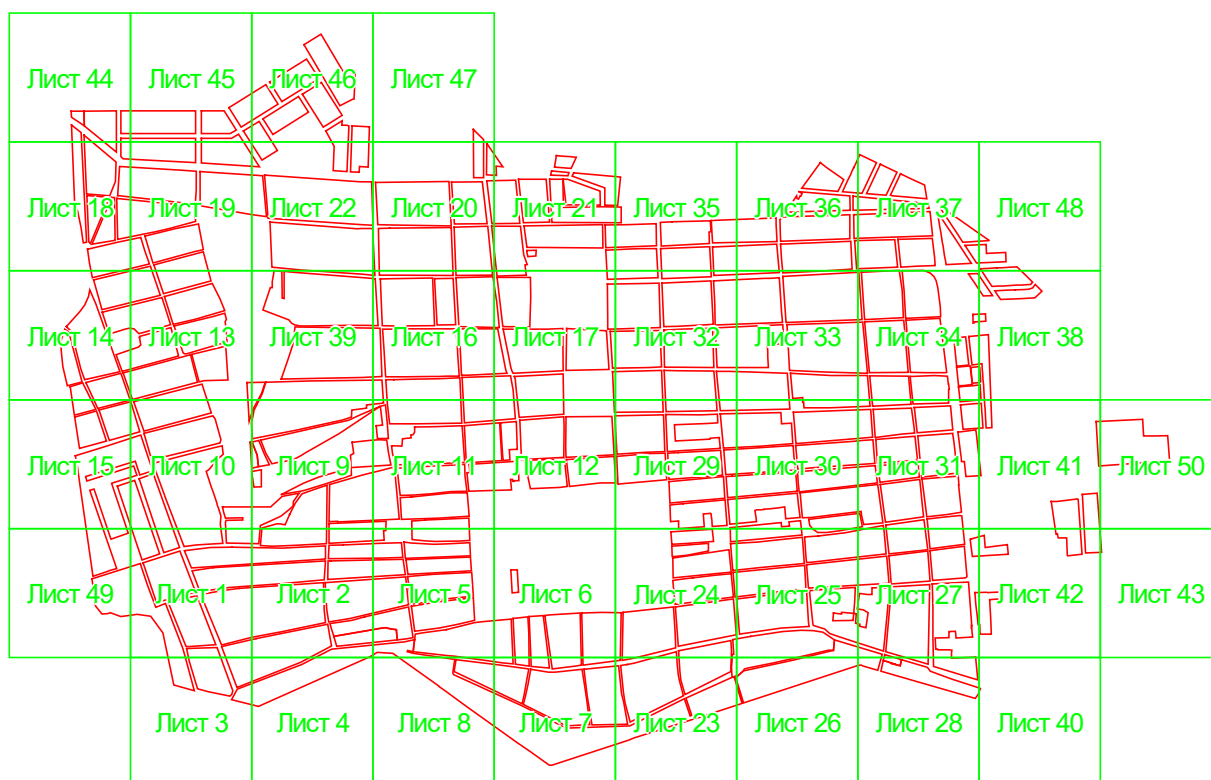 Лист 44
Лист 45
Лист 46
Лист 47
Лист 18
Лист 19
Лист 22
Лист 20
Лист 21
Лист 35
Лист 36
Лист 37
Лист 48
Лист 14
Лист 13
Лист 39
Лист 16
Лист 17
Лист 32
Лист 33
Лист 34
Лист 38
Лист 15
Лист 10
Лист 9
Лист 11
Лист 12
Лист 29
Лист 30
Лист 31
Лист 41
Лист 50
Лист 49
Лист 1
Лист 2
Лист 5
Лист 6
Лист 24
Лист 25
Лист 27
Лист 42
Лист 43
Лист 3
Лист 4
Лист 8
Лист 7
Лист 23
Лист 26
Лист 28
Лист 40